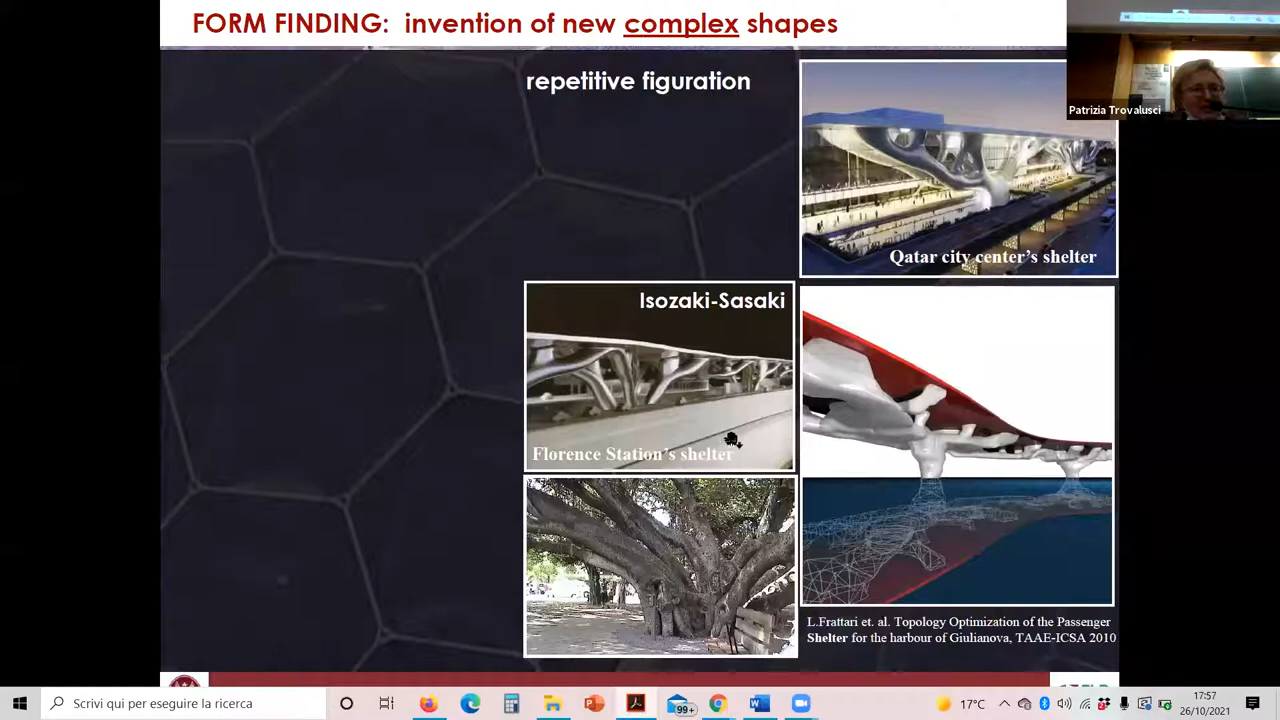 FORM FINDING: invention of new complex shapes
repetitive figuration
Patrizia Trovalusci
Qatar city center's shelter
Isozaki-Sasaki
Florence Station's shelter
L.Frattari et. al. Topology Optimization of the Passenger
Shelter for the harbour of Giulianova, TAAE-ICSA 2010
Scrivi qui per eseguire la ricerca
99+
17°C
17:57
26/10/2021